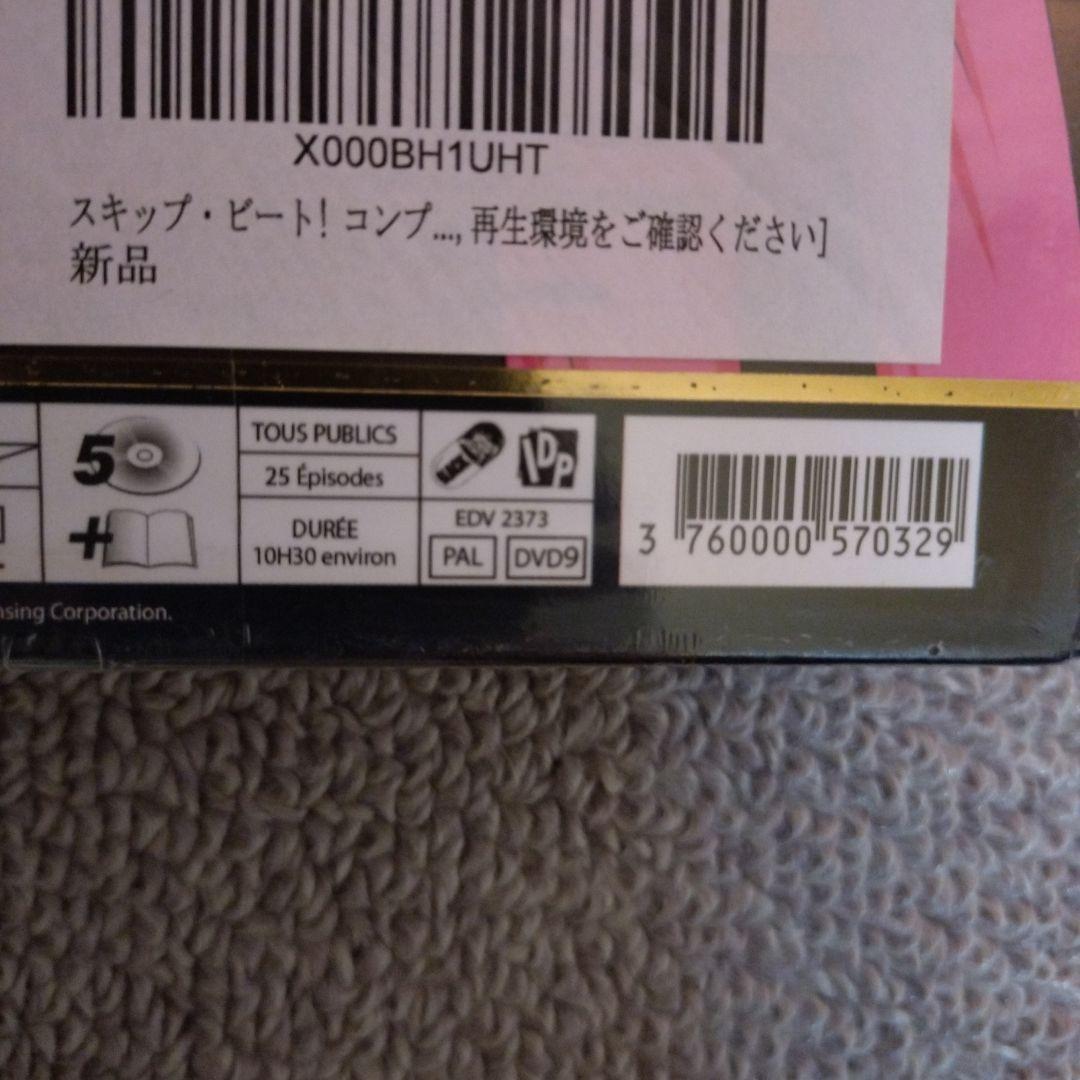 X000BH1UHT
スキップ・ビート! コンプ..., 再生環境をご確認ください]
新品
5
+
TOUS PUBLICS
25 Épisodes
DURÉE
10H30 environ
IDP
EDV 2373
PAL
DVD9
3 760000 570329
nsing Corporation.